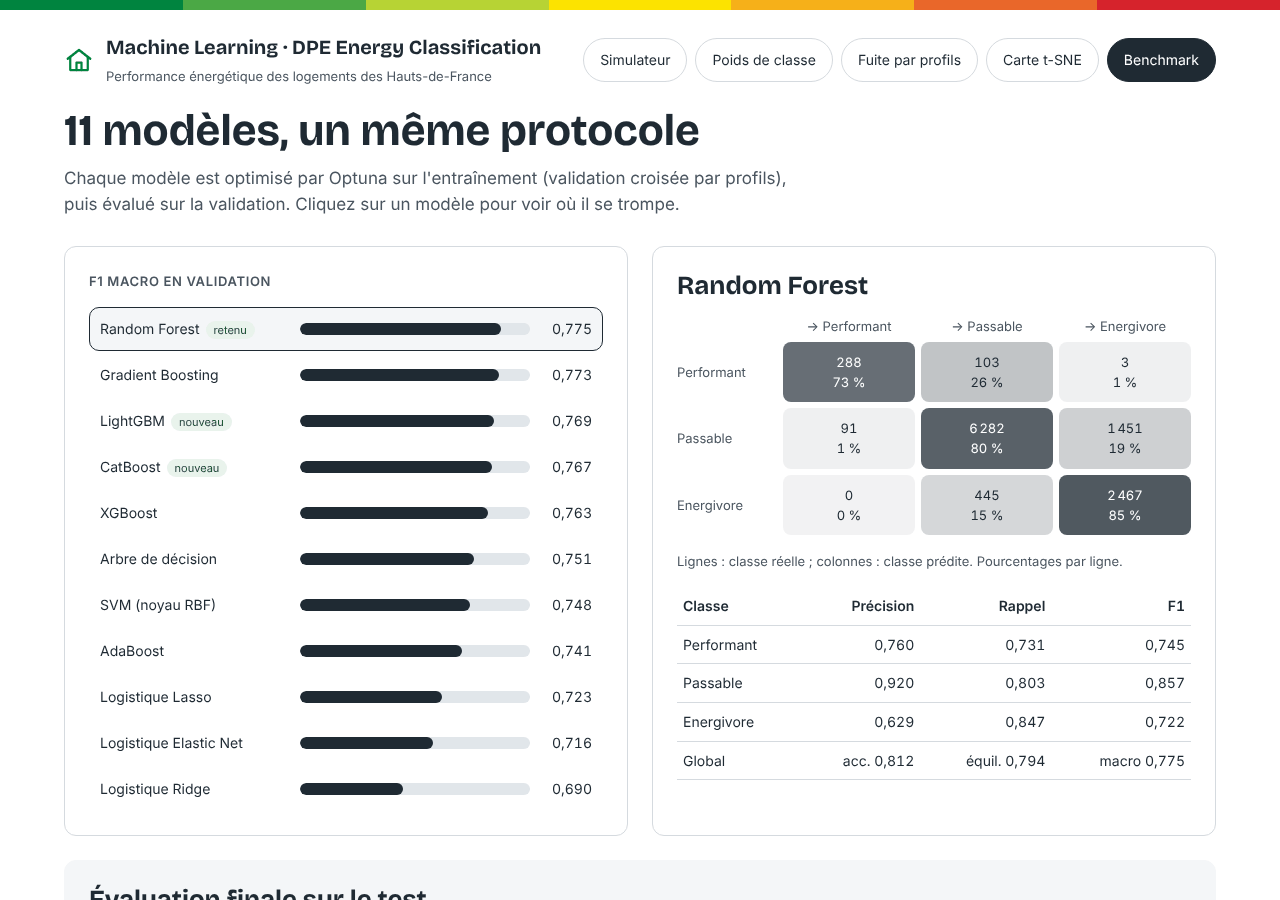 Machine Learning · DPE Energy Classification
Performance énergétique des logements des Hauts-de-France
Simulateur
Poids de classe
Fuite par profils
Carte t-SNE
Benchmark
11 modèles, un même protocole
Chaque modèle est optimisé par Optuna sur l'entraînement (validation croisée par profils),
puis évalué sur la validation. Cliquez sur un modèle pour voir où il se trompe.
F1 MACRO EN VALIDATION
Random Forest retenu 0,775
Gradient Boosting 0,773
LightGBM nouveau 0,769
CatBoost nouveau 0,767
XGBoost 0,763
Arbre de décision 0,751
SVM (noyau RBF) 0,748
AdaBoost 0,741
Logistique Lasso 0,723
Logistique Elastic Net 0,716
Logistique Ridge 0,690
Random Forest
→ Performant → Passable → Energivore
Performant 288 73 % 103 26 % 3 1 %
Passable 91 1 % 6 282 80 % 1 451 19 %
Energivore 0 0 % 445 15 % 2 467 85 %
Lignes : classe réelle ; colonnes : classe prédite. Pourcentages par ligne.
Classe Précision Rappel F1
Performant 0,760 0,731 0,745
Passable 0,920 0,803 0,857
Energivore 0,629 0,847 0,722
Global acc. 0,812 équil. 0,794 macro 0,775
Évaluation finale sur le test